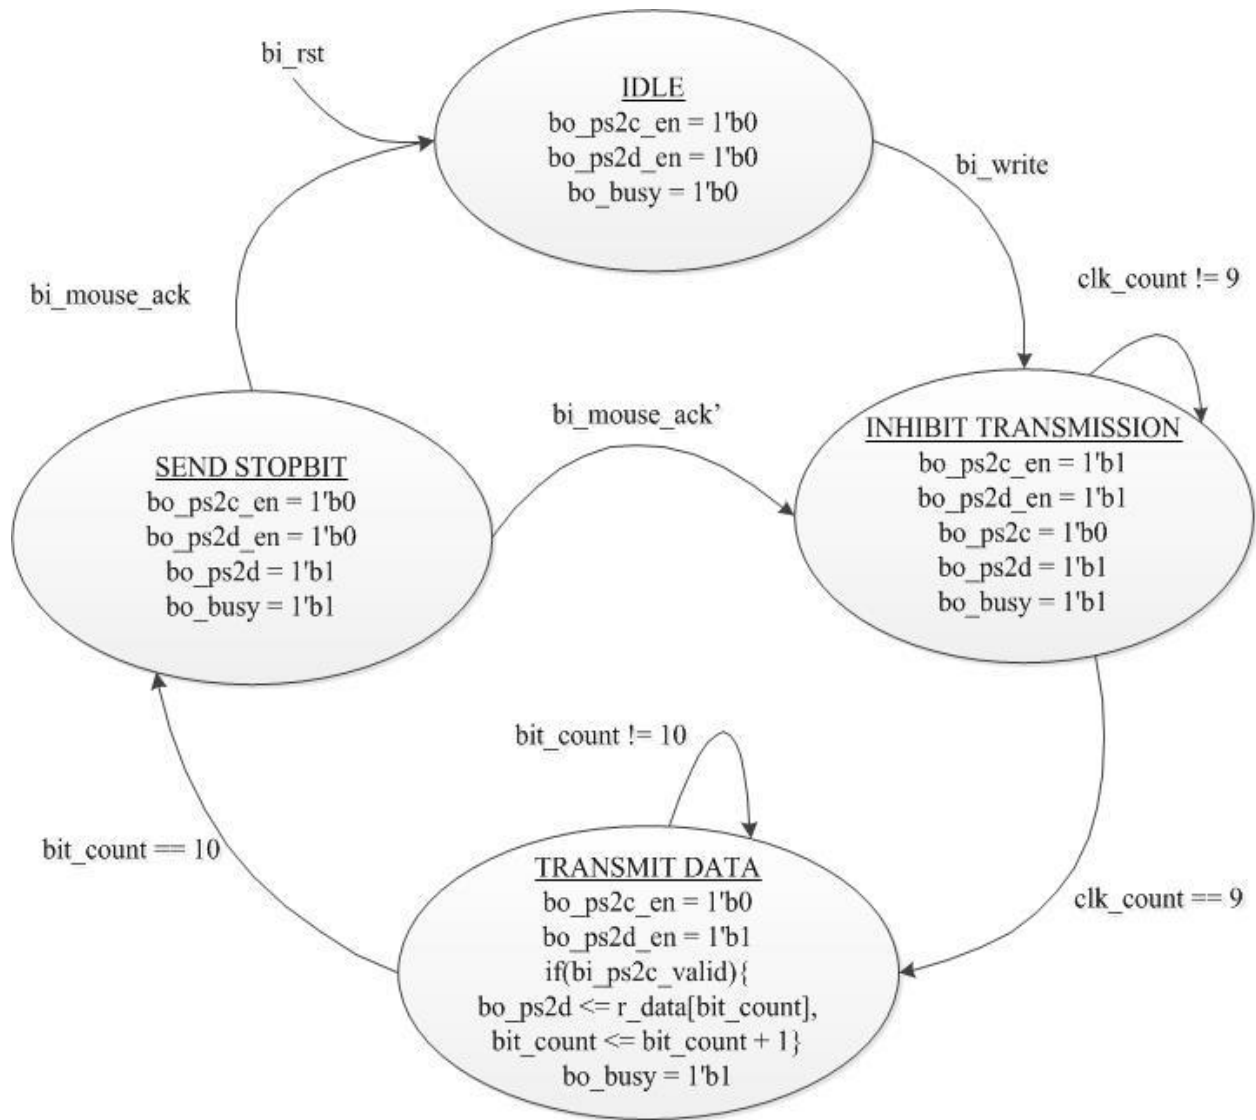 bi_rst
IDLE
bo_ps2c_en = 1'b0
bo_ps2d_en = 1'b0
bo_busy = 1'b0
bi_write
clk_count != 9
bi_mouse_ack
bi_mouse_ack’
INHIBIT TRANSMISSION
bo_ps2c_en = 1'b1
bo_ps2d_en = 1'b1
bo_ps2c = 1'b0
bo_ps2d = 1'b1
bo_busy = 1'b1
SEND STOPBIT
bo_ps2c_en = 1'b0
bo_ps2d_en = 1'b0
bo_ps2d = 1'b1
bo_busy = 1'b1
bit_count != 10
bit_count == 10
clk_count == 9
TRANSMIT DATA
bo_ps2c_en = 1'b0
bo_ps2d_en = 1'b1
if(bi_ps2c_valid){
bo_ps2d <= r_data[bit_count],
bit_count <= bit_count + 1}
bo_busy = 1'b1